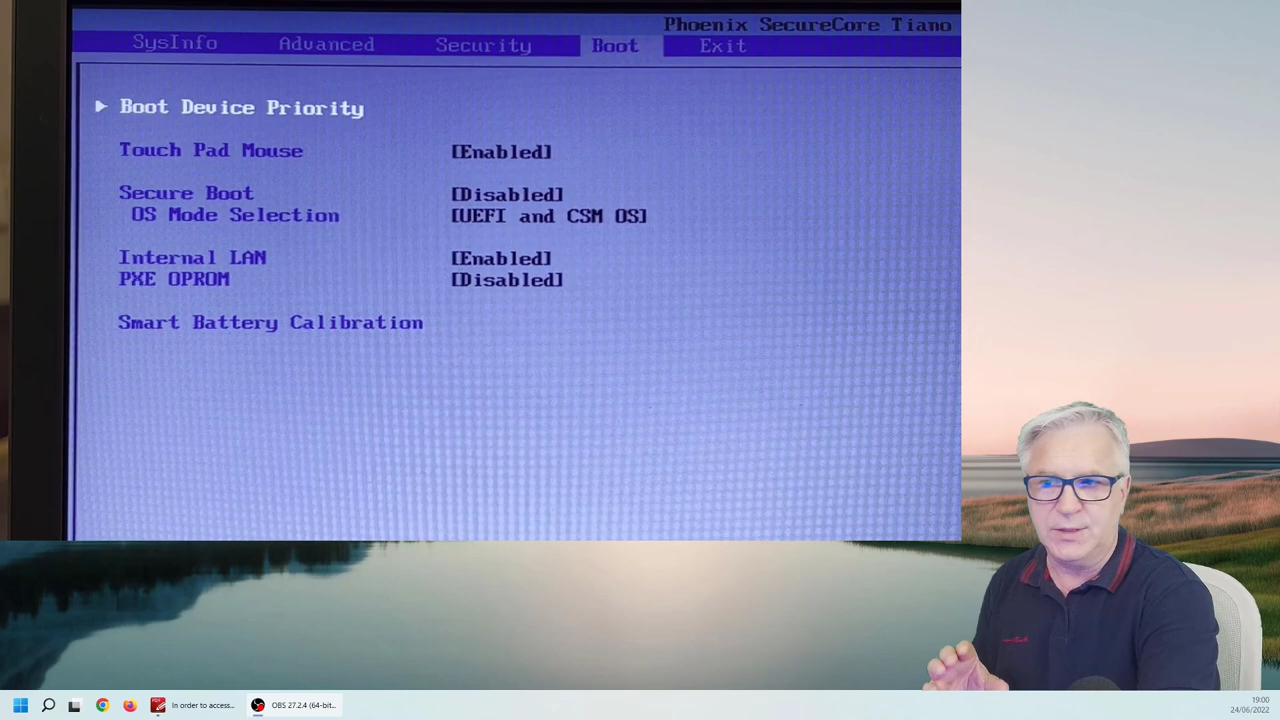 Phoenix SecureCore Tiano
SysInfo Advanced Security Boot Exit
Boot Device Priority
Touch Pad Mouse [Enabled]
Secure Boot [Disabled]
OS Mode Selection [UEFI and CSM OS]
Internal LAN [Enabled]
PXE OPROM [Disabled]
Smart Battery Calibration
In order to access...
OBS 27.2.4 (64-bit...
19:00
24/06/2022